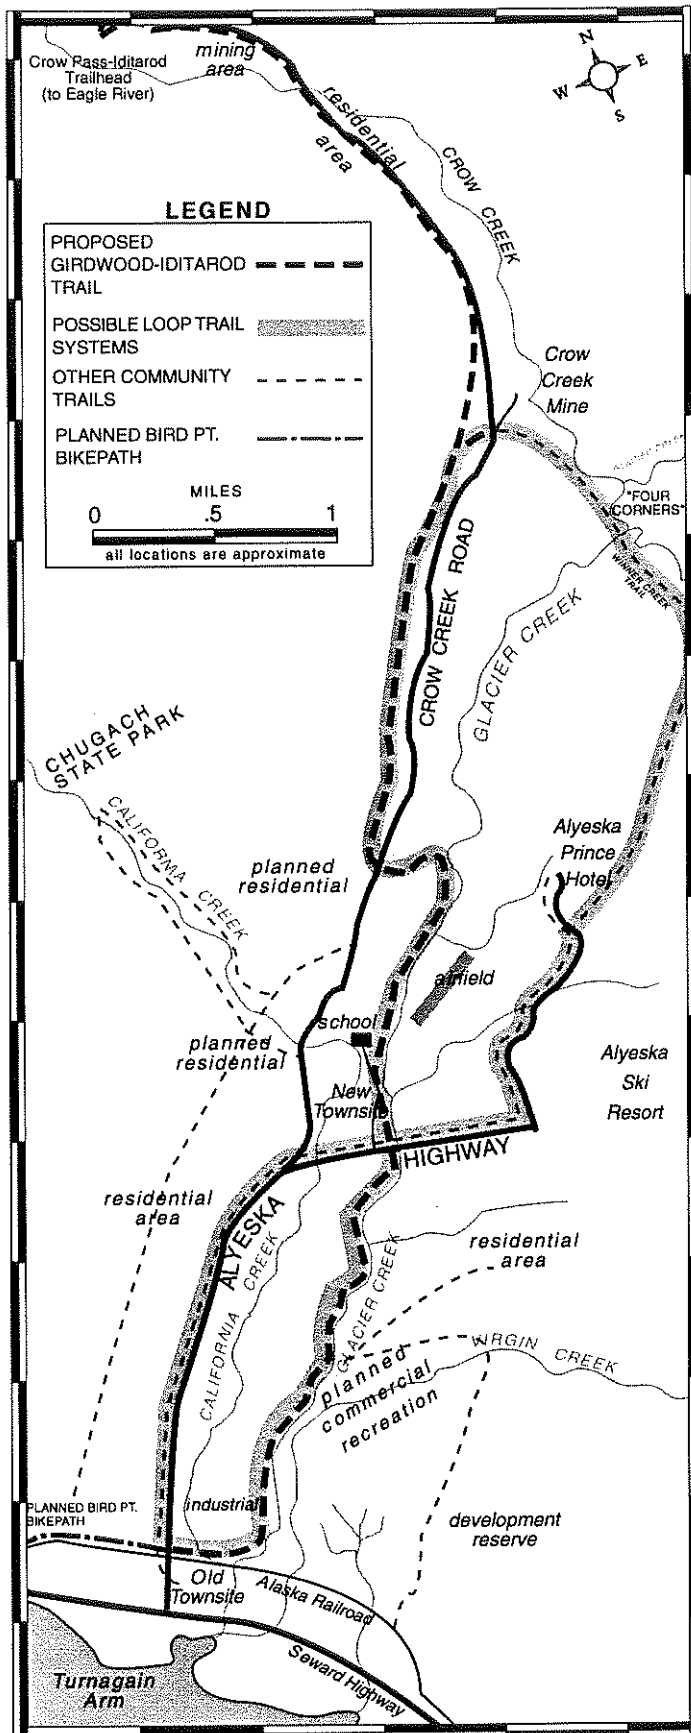 Crow Pass-Iditarod
Trailhead
(to Eagle River)
mining
area
residential
area
N
E
W
S
CROW CREEK
LEGEND
PROPOSED
GIRDWOOD-IDITAROD
TRAIL
POSSIBLE LOOP TRAIL
SYSTEMS
OTHER COMMUNITY
TRAILS
PLANNED BIRD PT.
BIKEPATH
MILES
0 .5 1
all locations are approximate
Crow
Creek
Mine
"FOUR
CORNERS"
WINNER CREEK
TRAIL
CROW CREEK ROAD
GLACIER CREEK
CHUGACH
STATE PARK
CALIFORNIA CREEK
planned
residential
Alyeska
Prince
Hotel
airfield
school
planned
residential
New
Townsite
Alyeska
Ski
Resort
HIGHWAY
ALYESKA
residential
area
CALIFORNIA CREEK
GLACIER CREEK
residential
area
VIRGIN CREEK
planned
commercial
recreation
industrial
PLANNED BIRD PT.
BIKEPATH
development
reserve
Old
Townsite
Alaska Railroad
Seward Highway
Turnagain
Arm